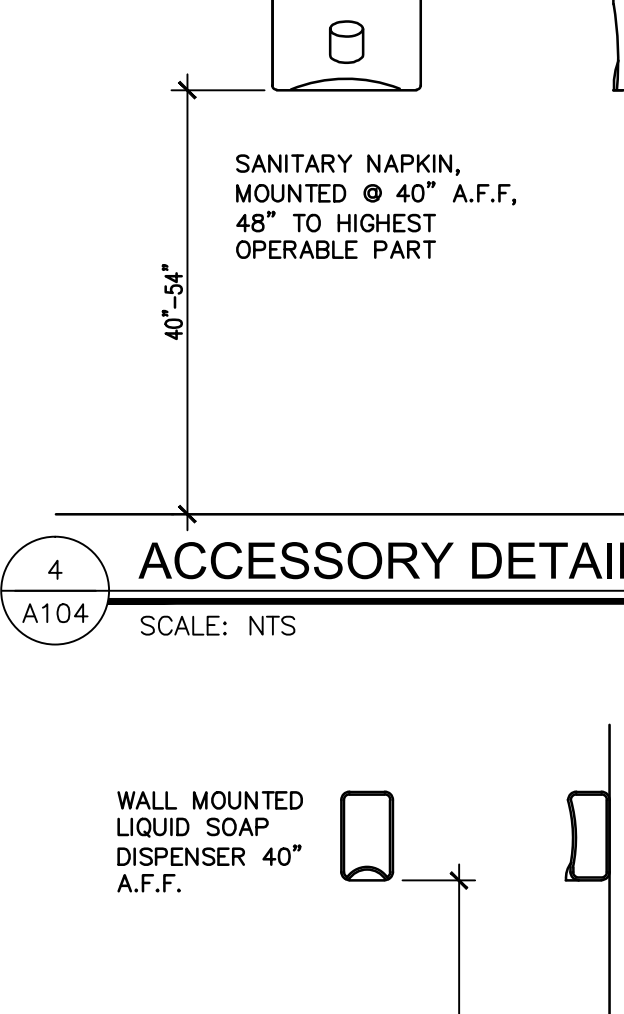 SANITARY NAPKIN,
MOUNTED @ 40" A.F.F,
48" TO HIGHEST
OPERABLE PART
40"-54"
4
A104
ACCESSORY DETAI
SCALE: NTS
WALL MOUNTED
LIQUID SOAP
DISPENSER 40"
A.F.F.